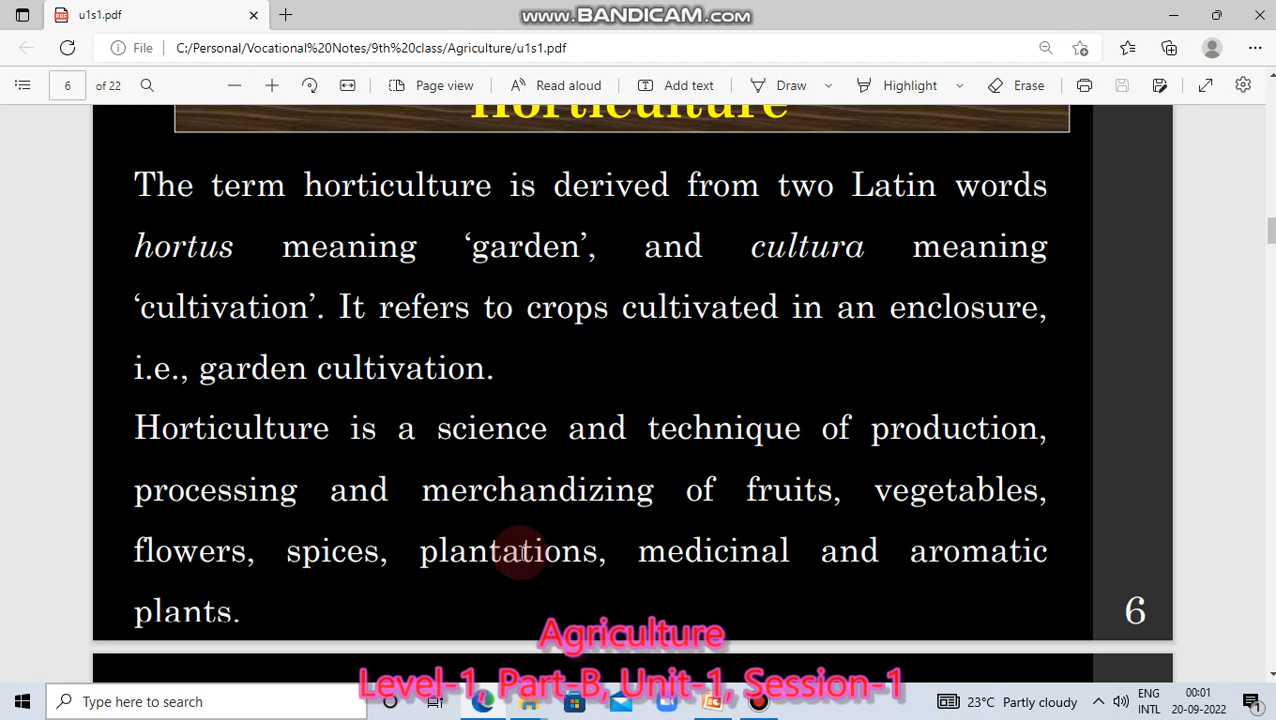 www.BANDICAM.com
u1s1.pdf
File C:/Personal/Vocational%20Notes/9th%20class/Agriculture/u1s1.pdf
6 of 22 Page view Read aloud Add text Draw Highlight Erase
Horticulture
The term horticulture is derived from two Latin words
hortus meaning ‘garden’, and cultura meaning
‘cultivation’. It refers to crops cultivated in an enclosure,
i.e., garden cultivation.
Horticulture is a science and technique of production,
processing and merchandizing of fruits, vegetables,
flowers, spices, plantations, medicinal and aromatic
plants.
6
Agriculture
Level-1, Part-B, Unit-1, Session-1
Type here to search 23°C Partly cloudy ENG 00:01
INTL 20-09-2022 1